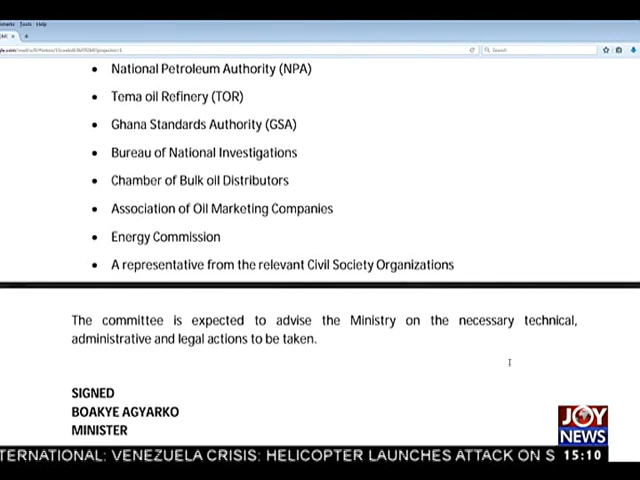 Tools Help
Search
• National Petroleum Authority (NPA)
• Tema oil Refinery (TOR)
• Ghana Standards Authority (GSA)
• Bureau of National Investigations
• Chamber of Bulk oil Distributors
• Association of Oil Marketing Companies
• Energy Commission
• A representative from the relevant Civil Society Organizations
The committee is expected to advise the Ministry on the necessary technical,
administrative and legal actions to be taken.
SIGNED
BOAKYE AGYARKO
MINISTER
JOY
NEWS
TERNATIONAL: VENEZUELA CRISIS: HELICOPTER LAUNCHES ATTACK ON S 15:10